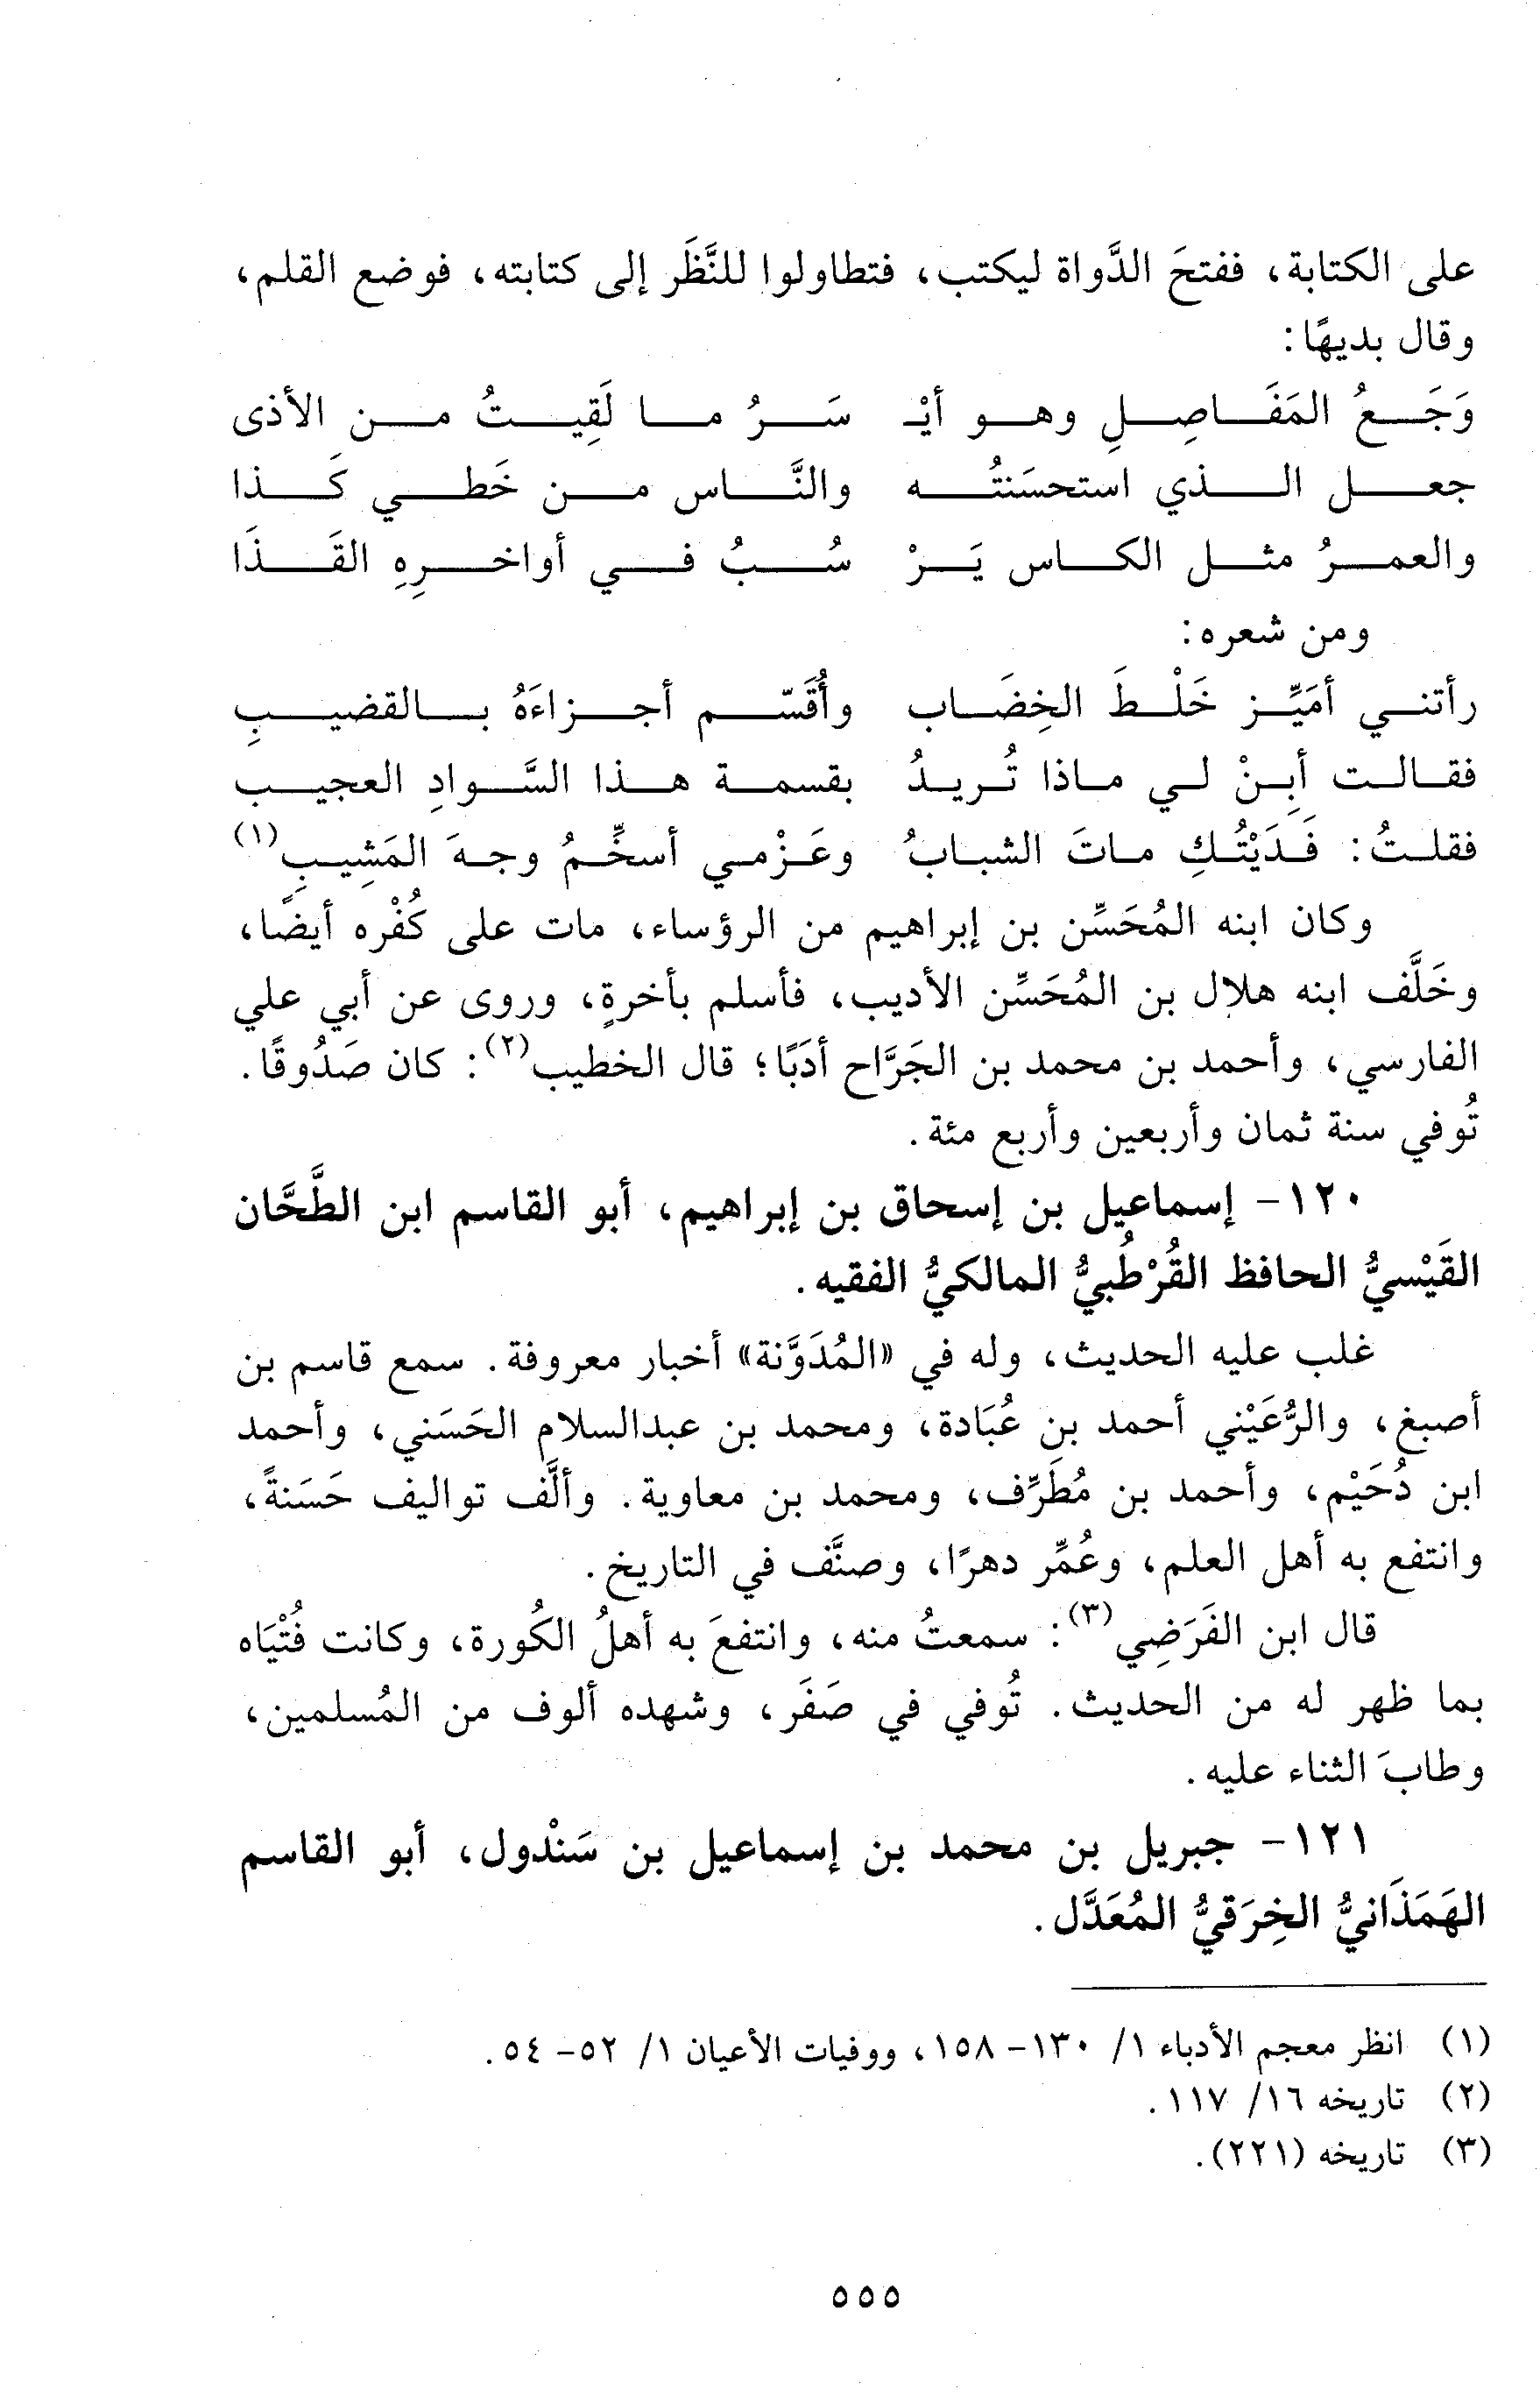 على الكتابة، ففتحَ الدَّواة ليكتب، فتطاولوا للنَّظَر إلى كتابته، فوضع القلم،
وقال بديهًا:
وَجَعُ المَفَاصِلِ وهو أيْـ سَرُ ما لَقِيتُ من الأذى
جعل الذي استحسَنتُه والنَّاس من خَطي كَذا
والعمرُ مثل الكاس يَرْ سُبُ في أواخرِهِ القَذَا
ومن شعره:
رأتني أمَيِّز خَلْطَ الخِضَاب وأُقَسّم أجزاءَهُ بالقضيبِ
فقالت أَبِنْ لي ماذا تُريدُ بقسمة هذا السَّوادِ العجيب
فقلتُ: فَدَيْتُكِ ماتَ الشبابُ وعَزْمي أسخِّمُ وجهَ المَشِيبِ(١)
وكان ابنه المُحَسِّن بن إبراهيم من الرؤساء، مات على كُفْره أيضًا،
وخَلَّف ابنه هلال بن المُحَسِّن الأديب، فأسلم بأخرةٍ، وروى عن أبي علي
الفارسي، وأحمد بن محمد بن الجَرَّاح أدَبًا؛ قال الخطيب(٢): كان صَدُوقًا.
تُوفي سنة ثمان وأربعين وأربع مئة.
١٢٠- إسماعيل بن إسحاق بن إبراهيم، أبو القاسم ابن الطَّحَّان
القَيْسيُّ الحافظ القُرْطُبيُّ المالكيُّ الفقيه.
غلب عليه الحديث، وله في «المُدَوَّنة» أخبار معروفة. سمع قاسم بن
أصبغ، والرُّعَيْني أحمد بن عُبَادة، ومحمد بن عبدالسلام الحَسَني، وأحمد
ابن دُحَيْم، وأحمد بن مُطَرِّف، ومحمد بن معاوية. وألَّف تواليف حَسَنةً،
وانتفع به أهل العلم، وعُمِّر دهرًا، وصنَّف في التاريخ.
قال ابن الفَرَضِي(٣): سمعتُ منه، وانتفعَ به أهلُ الكُورة، وكانت فُتْيَاه
بما ظهر له من الحديث. تُوفي في صَفَر، وشهده ألوف من المُسلمين،
وطابَ الثناء عليه.
١٢١- جبريل بن محمد بن إسماعيل بن سَنْدول، أبو القاسم
الهَمَذَانيُّ الخِرَقيُّ المُعَدَّل.
(١) انظر معجم الأدباء ١/ ١٣٠- ١٥٨، ووفيات الأعيان ١/ ٥٢- ٥٤.
(٢) تاريخه ١٦/ ١١٧.
(٣) تاريخه (٢٢١).
٥٥٥